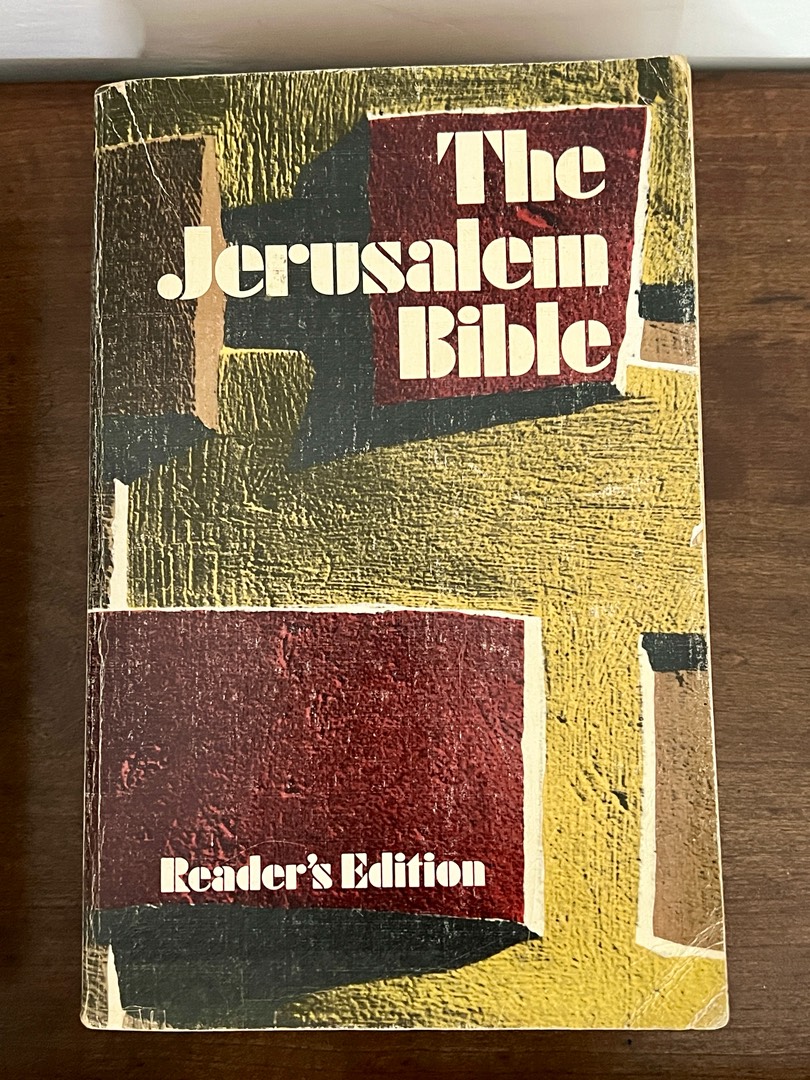 The
Jerusalem
Bible
Reader's Edition